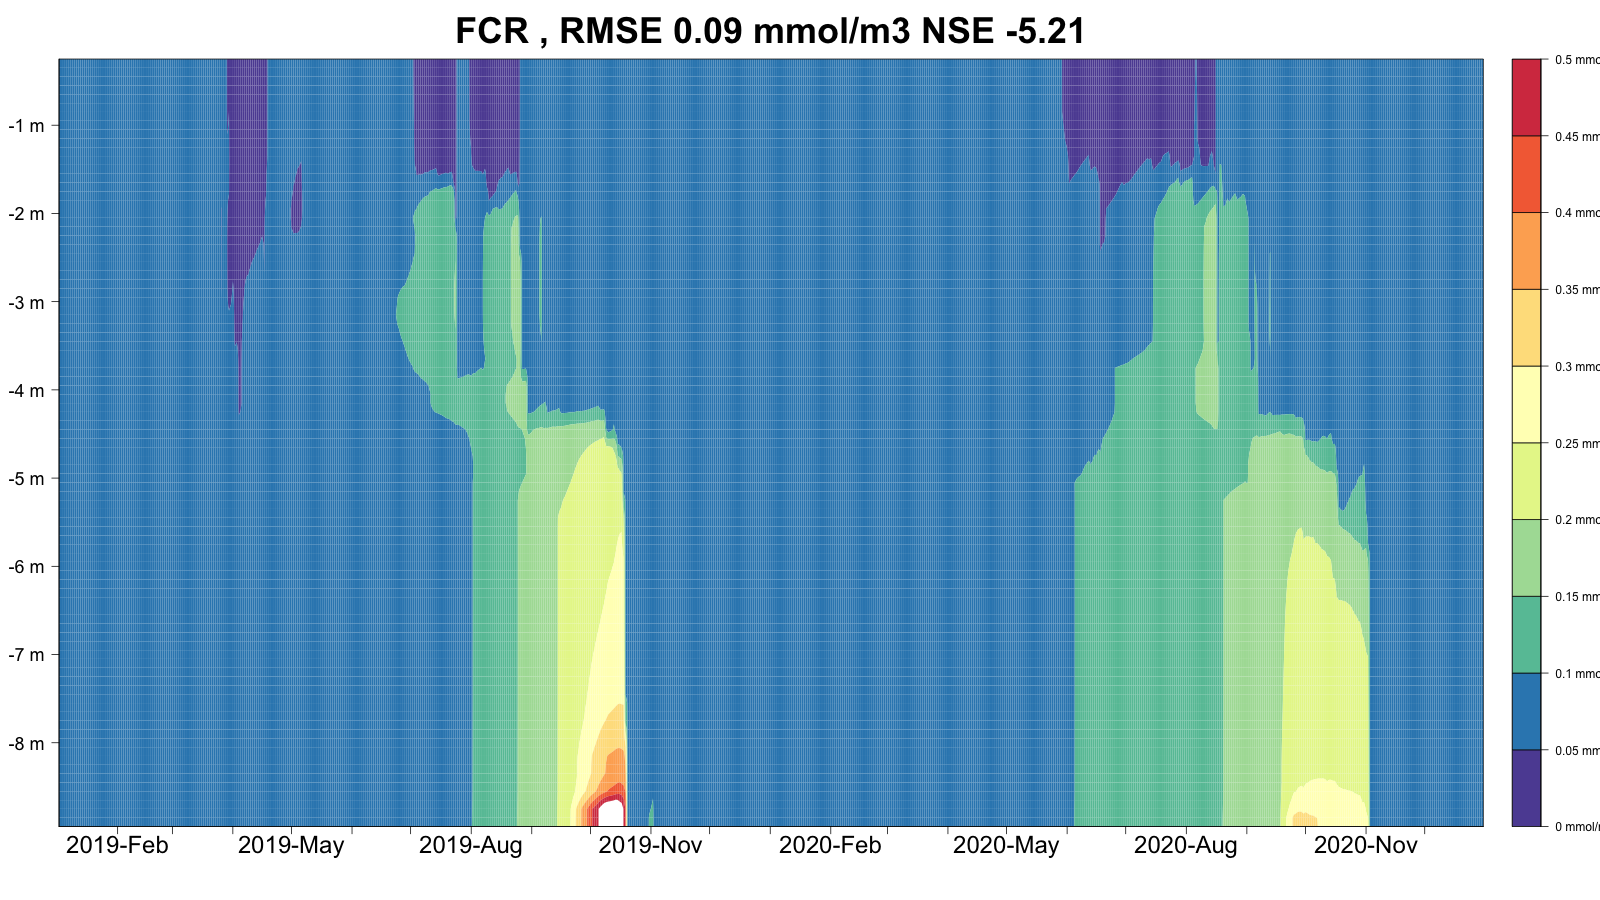 FCR , RMSE 0.09 mmol/m3 NSE -5.21
-1 m
-2 m
-3 m
-4 m
-5 m
-6 m
-7 m
-8 m
2019-Feb 2019-May 2019-Aug 2019-Nov 2020-Feb 2020-May 2020-Aug 2020-Nov
0.5 mmo
0.45 mm
0.4 mmo
0.35 mm
0.3 mmo
0.25 mm
0.2 mmo
0.15 mm
0.1 mmo
0.05 mm
0 mmol/